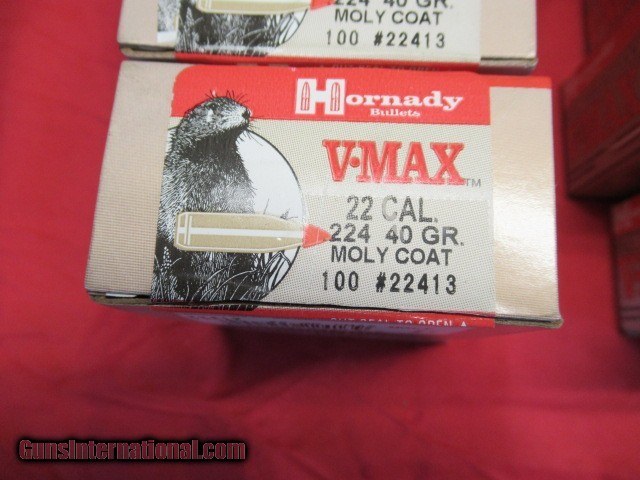 .224 40 GR.
MOLY COAT
100 #22413
Hornady
Bullets
V-MAX
TM
22 CAL.
.224 40 GR.
MOLY COAT
100 #22413
GunsInternational.com